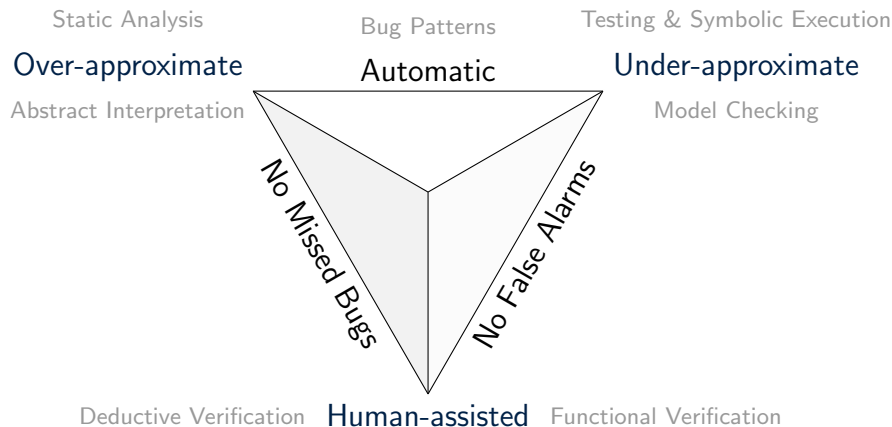 Static Analysis
Bug Patterns
Testing & Symbolic Execution
Over-approximate
Automatic
Under-approximate
Abstract Interpretation
Model Checking
No Missed Bugs
No False Alarms
Deductive Verification
Human-assisted
Functional Verification